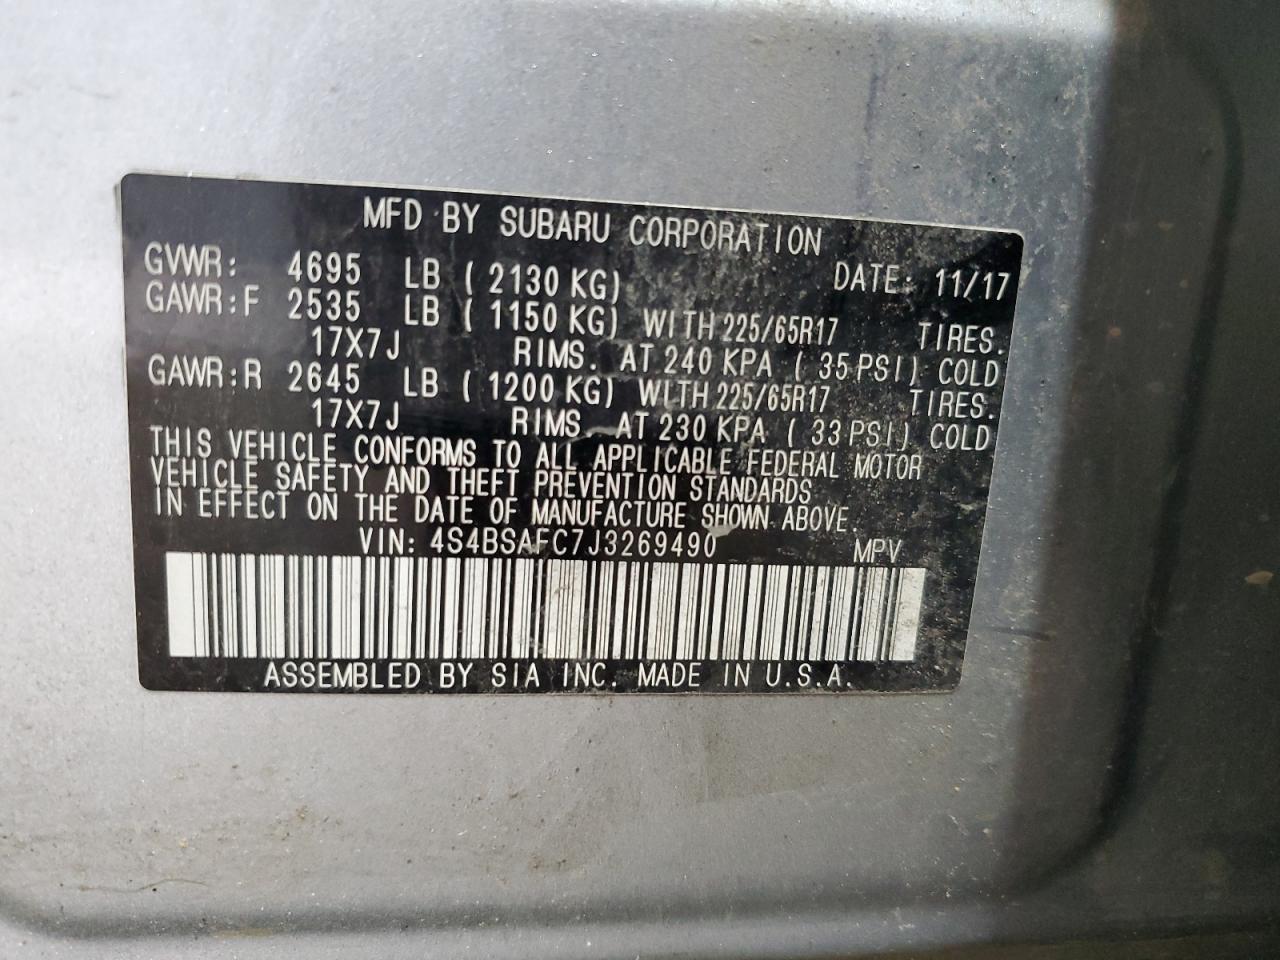 MFD BY SUBARU CORPORATION
GVWR: 4695 LB ( 2130 KG) DATE: 11/17
GAWR:F 2535 LB ( 1150 KG) WITH 225/65R17 TIRES.
17X7J RIMS. AT 240 KPA ( 35 PSI) COLD
GAWR:R 2645 LB ( 1200 KG) WITH 225/65R17 TIRES.
17X7J RIMS. AT 230 KPA ( 33 PSI) COLD
THIS VEHICLE CONFORMS TO ALL APPLICABLE FEDERAL MOTOR
VEHICLE SAFETY AND THEFT PREVENTION STANDARDS
IN EFFECT ON THE DATE OF MANUFACTURE SHOWN ABOVE.
VIN: 4S4BSAFC7J3269490 MPV
ASSEMBLED BY SIA INC. MADE IN U.S.A.